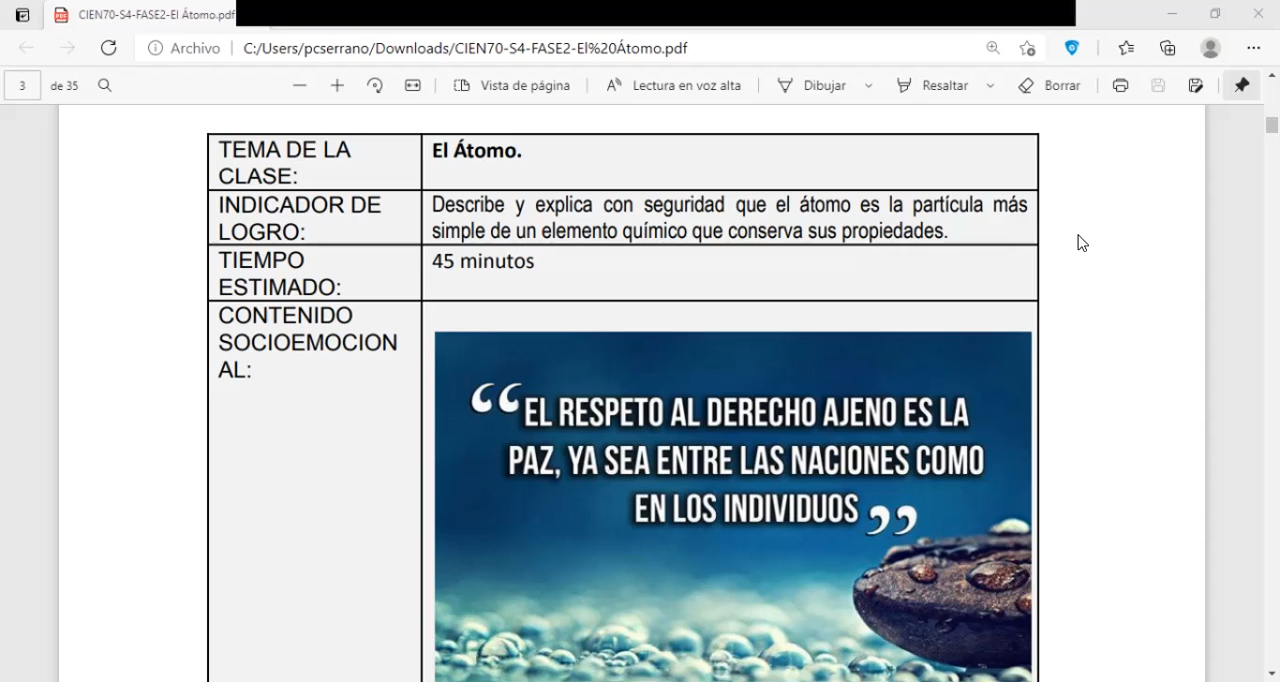 CIEN70-S4-FASE2-El Átomo.pdf
Archivo
C:/Users/pcserrano/Downloads/CIEN70-S4-FASE2-El%20Átomo.pdf
3 de 35
Vista de página
Lectura en voz alta
Dibujar
Resaltar
Borrar
TEMA DE LA
CLASE:
El Átomo.
INDICADOR DE
LOGRO:
Describe y explica con seguridad que el átomo es la partícula más
simple de un elemento químico que conserva sus propiedades.
TIEMPO
ESTIMADO:
45 minutos
CONTENIDO
SOCIOEMOCION
AL:
“EL RESPETO AL DERECHO AJENO ES LA
PAZ, YA SEA ENTRE LAS NACIONES COMO
EN LOS INDIVIDUOS”